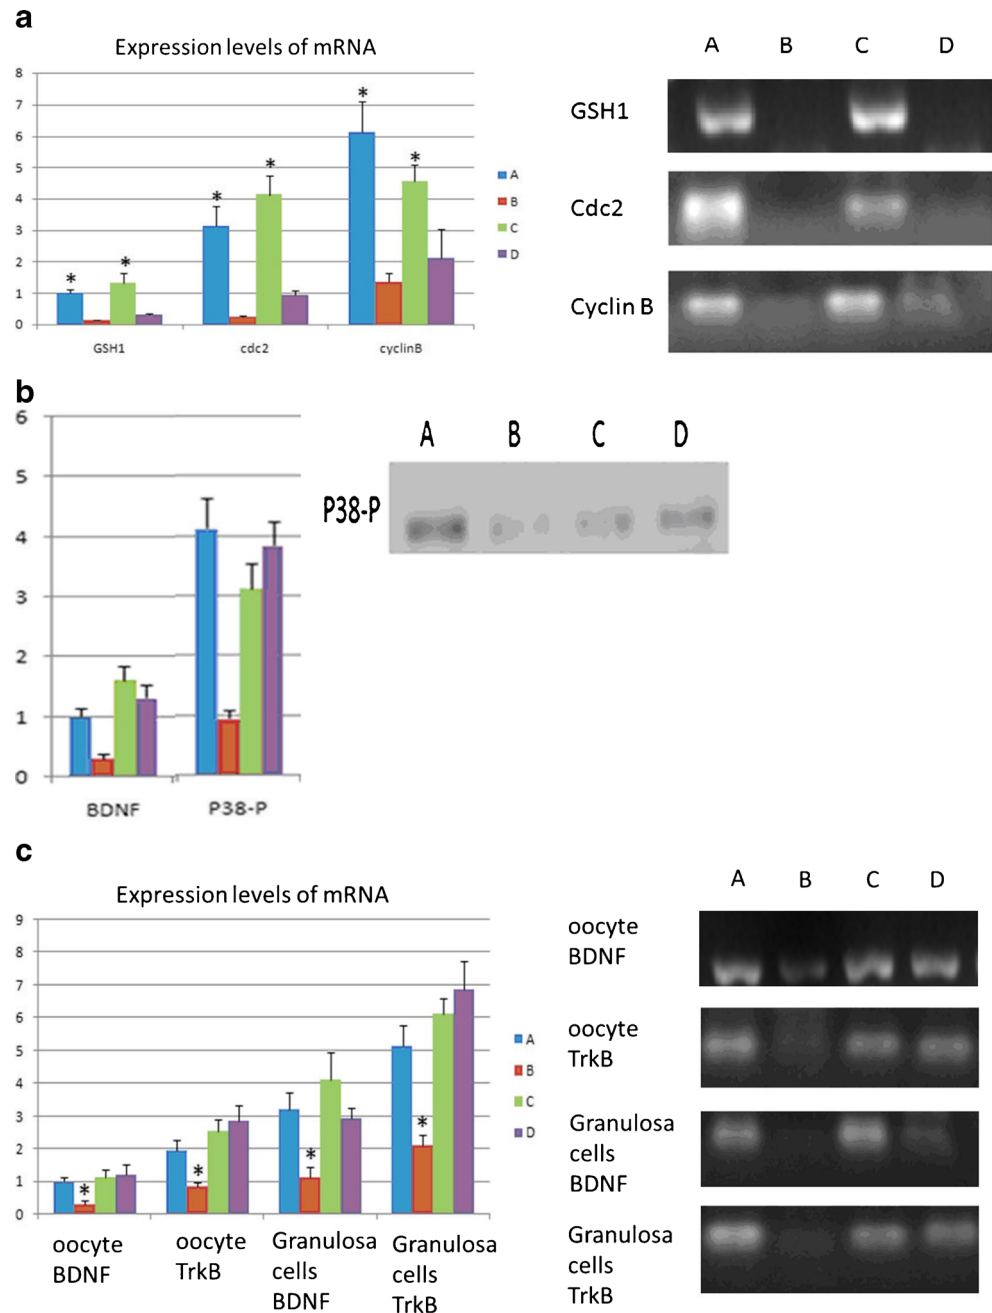 a
Expression levels of mRNA
8
7
6
5
4
3
2
1
0
* * * * * *
GSH1 cdc2 cyclinB
A
B
C
D
A B C D
GSH1
Cdc2
Cyclin B
b
6
5
4
3
2
1
0
BDNF P38-P
A B C D
P38-P
c
Expression levels of mRNA
9
8
7
6
5
4
3
2
1
0
* * * *
oocyte
BDNF
oocyte
TrkB
Granulosa
cells
BDNF
Granulosa
cells
TrkB
A
B
C
D
A B C D
oocyte
BDNF
oocyte
TrkB
Granulosa
cells
BDNF
Granulosa
cells
TrkB